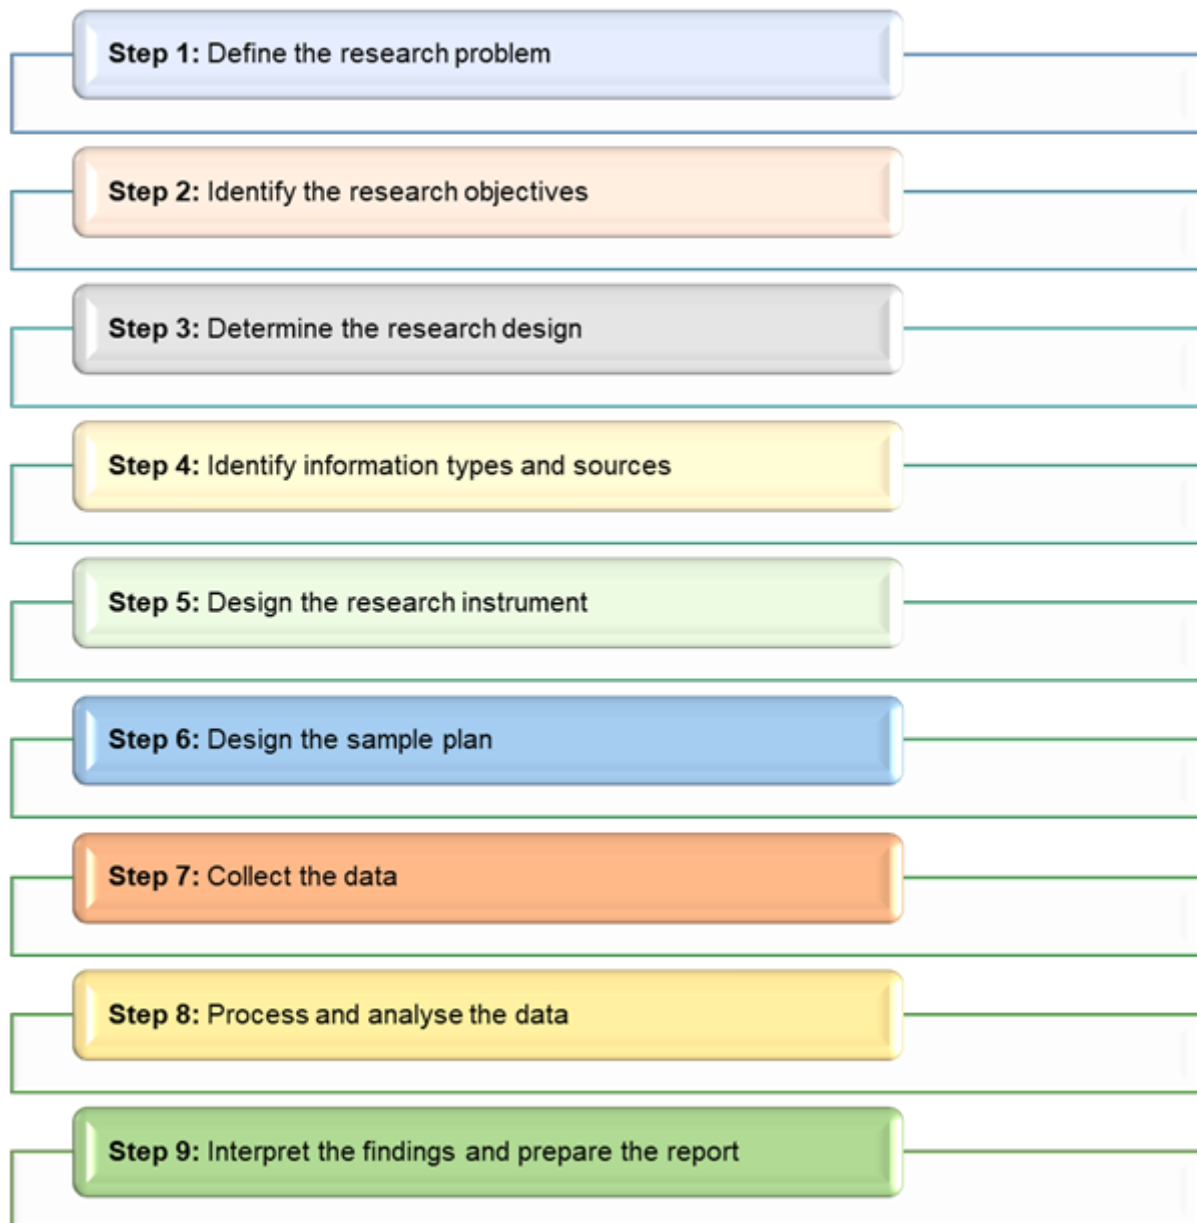 Step 1: Define the research problem
Step 2: Identify the research objectives
Step 3: Determine the research design
Step 4: Identify information types and sources
Step 5: Design the research instrument
Step 6: Design the sample plan
Step 7: Collect the data
Step 8: Process and analyse the data
Step 9: Interpret the findings and prepare the report